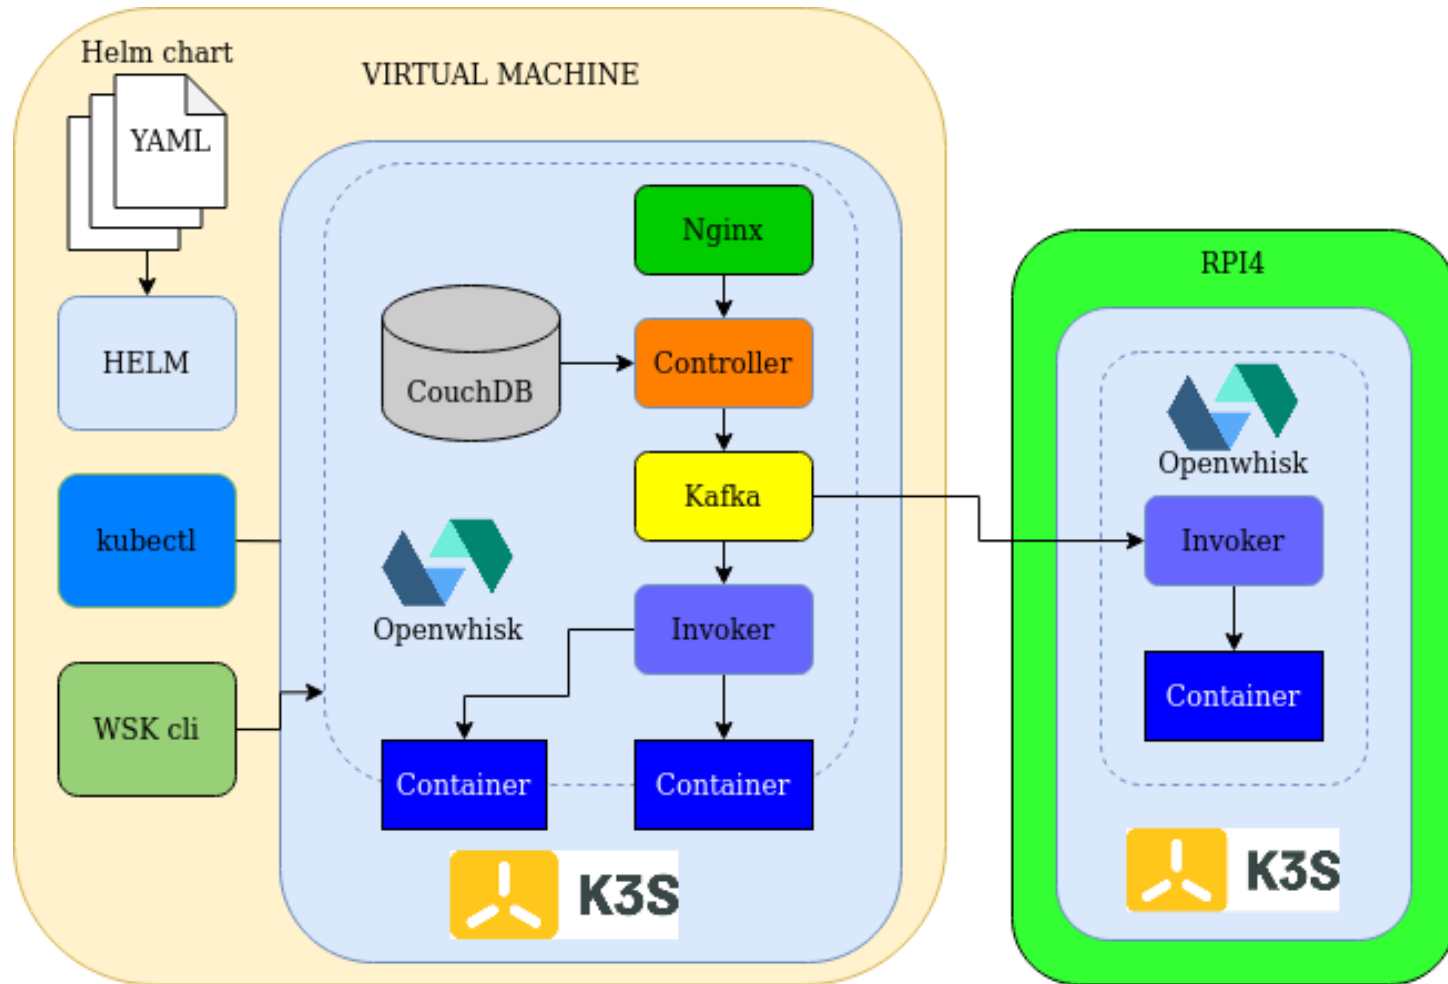 Helm chart
VIRTUAL MACHINE
YAML
HELM
kubectl
WSK cli
Nginx
CouchDB
Controller
Kafka
Openwhisk
Invoker
Container
Container
K3S
RPI4
Openwhisk
Invoker
Container
K3S